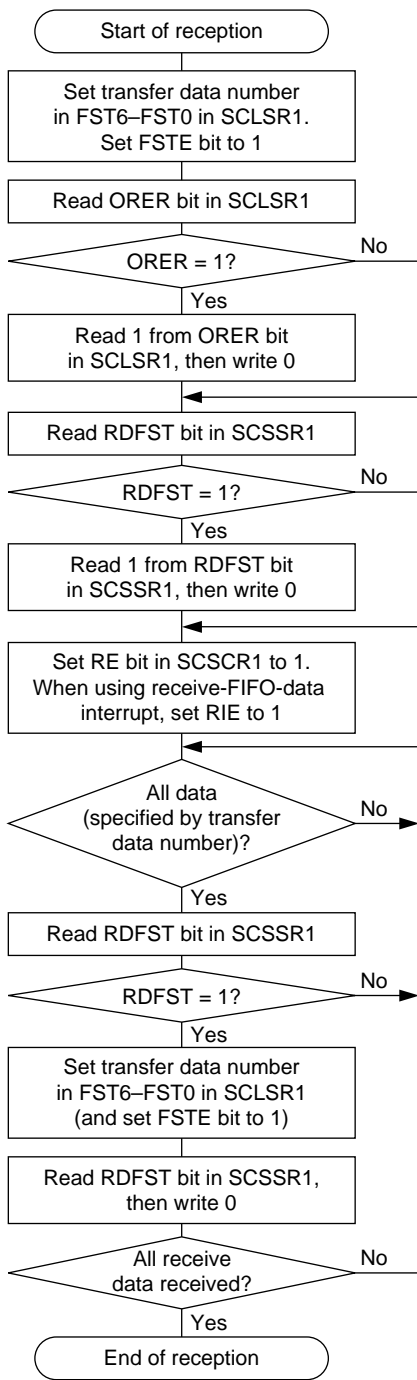 Start of reception
Set transfer data number
in FST6–FST0 in SCLSR1.
Set FSTE bit to 1
Read ORER bit in SCLSR1
ORER = 1?
No
Yes
Read 1 from ORER bit
in SCLSR1, then write 0
Read RDFST bit in SCSSR1
RDFST = 1?
No
Yes
Read 1 from RDFST bit
in SCSSR1, then write 0
Set RE bit in SCSCR1 to 1.
When using receive-FIFO-data
interrupt, set RIE to 1
All data
(specified by transfer
data number)?
No
Yes
Read RDFST bit in SCSSR1
RDFST = 1?
No
Yes
Set transfer data number
in FST6–FST0 in SCLSR1
(and set FSTE bit to 1)
Read RDFST bit in SCSSR1,
then write 0
All receive
data received?
No
Yes
End of reception